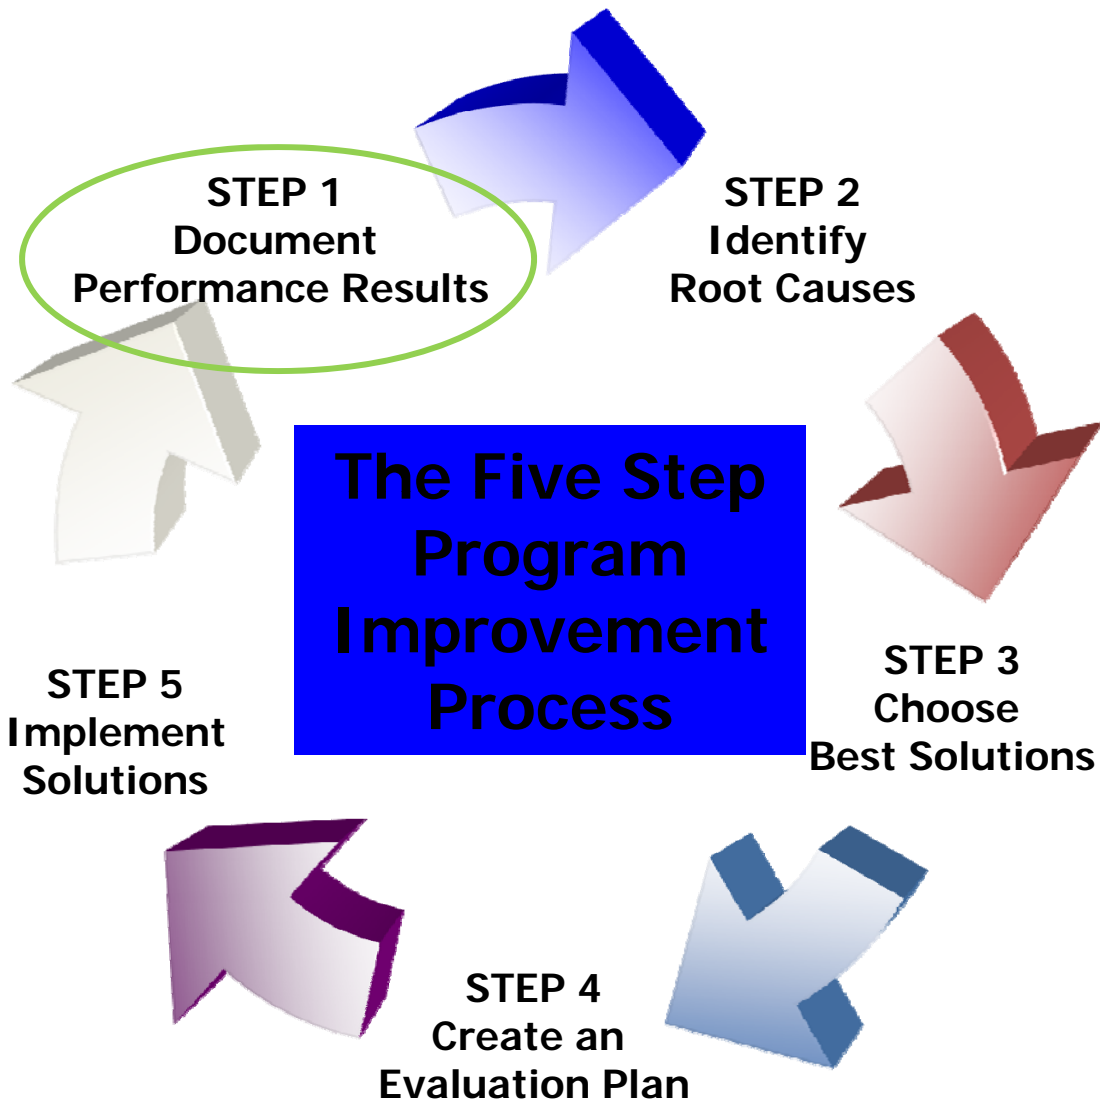 STEP 1
Document
Performance Results
STEP 2
Identify
Root Causes
The Five Step
Program
Improvement
Process
STEP 3
Choose
Best Solutions
STEP 4
Create an
Evaluation Plan
STEP 5
Implement
Solutions